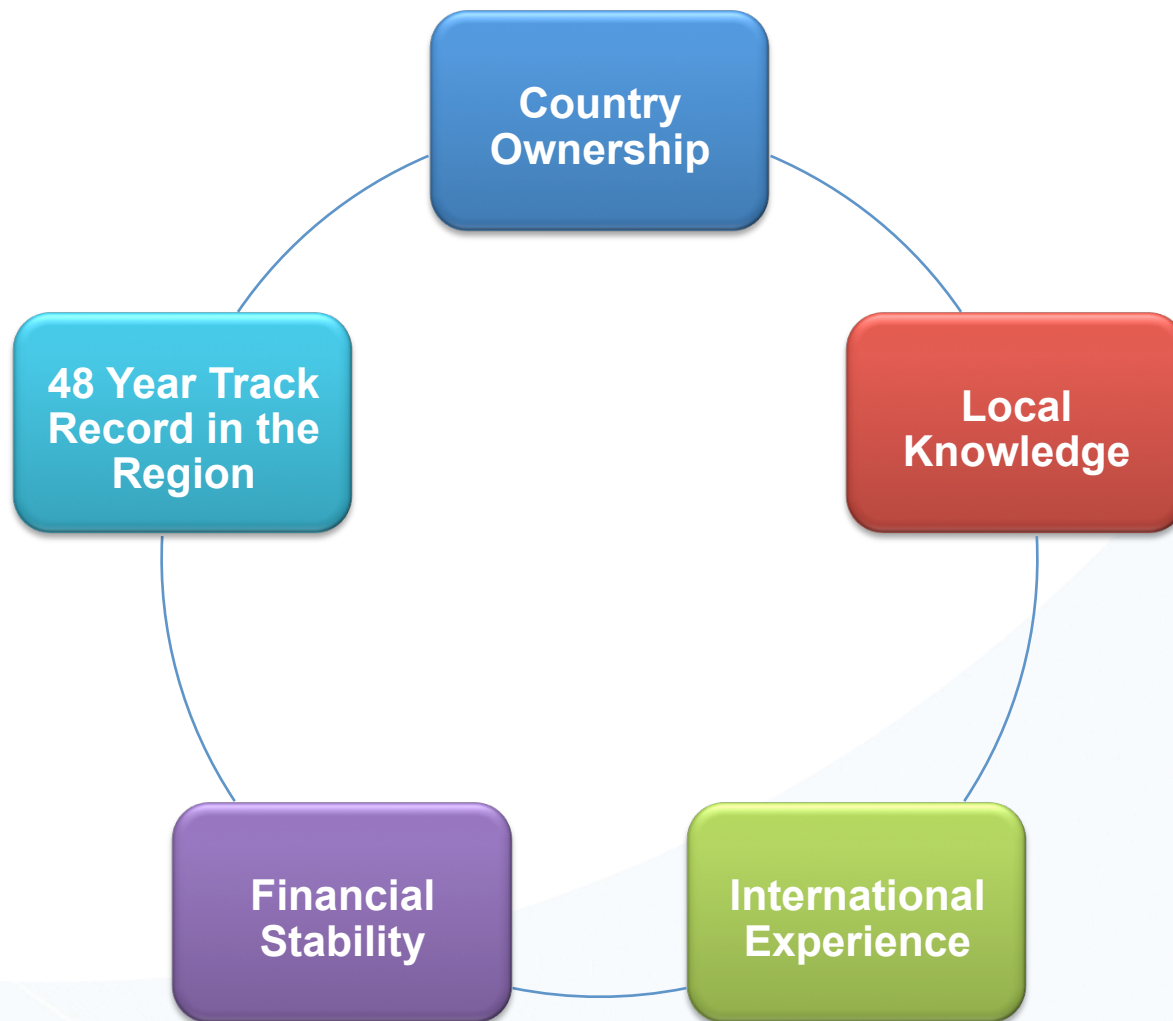 Country
Ownership
48 Year Track
Record in the
Region
Local
Knowledge
Financial
Stability
International
Experience